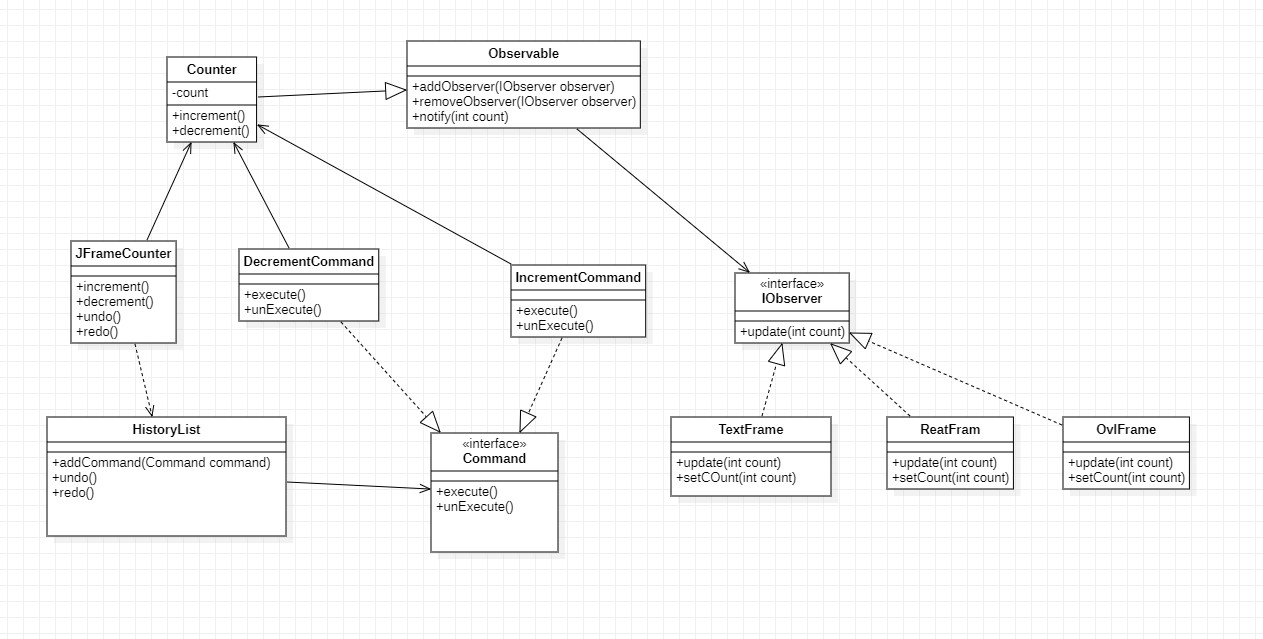 Counter
-count
+increment()
+decrement()
Observable
+addObserver(IObserver observer)
+removeObserver(IObserver observer)
+notify(int count)
JFrameCounter
+increment()
+decrement()
+undo()
+redo()
DecrementCommand
+execute()
+unExecute()
IncrementCommand
+execute()
+unExecute()
«interface»
IObserver
+update(int count)
HistoryList
+addCommand(Command command)
+undo()
+redo()
«interface»
Command
+execute()
+unExecute()
TextFrame
+update(int count)
+setCOunt(int count)
ReatFram
+update(int count)
+setCount(int count)
OvlFrame
+update(int count)
+setCount(int count)